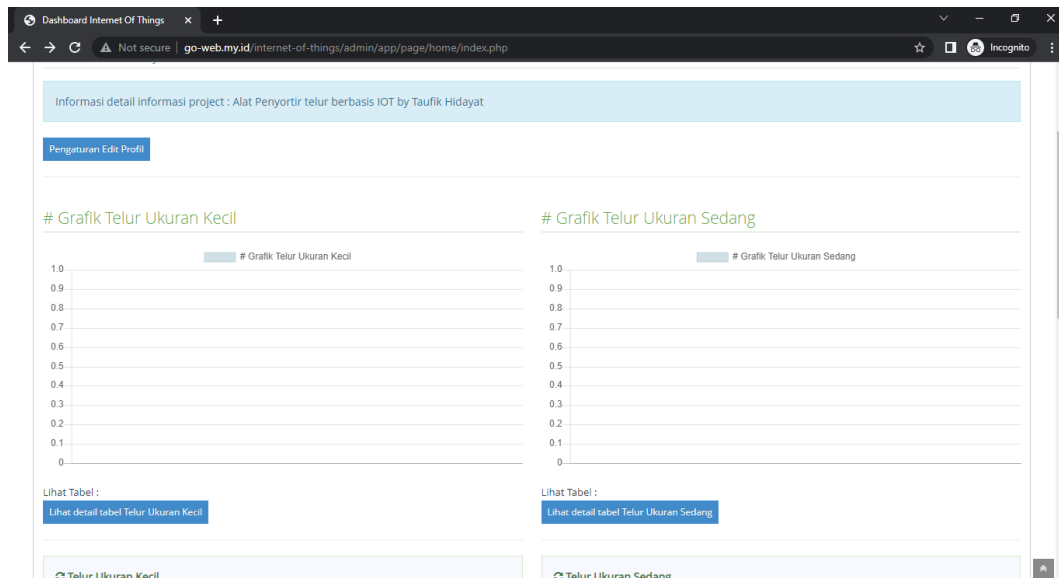 Dashboard Internet Of Things
Not secure | go-web.my.id/internet-of-things/admin/app/page/home/index.php
Incognito
Informasi detail informasi project : Alat Penyortir telur berbasis IOT by Taufik Hidayat
Pengaturan Edit Profil
# Grafik Telur Ukuran Kecil
# Grafik Telur Ukuran Kecil
1.0
0.9
0.8
0.7
0.6
0.5
0.4
0.3
0.2
0.1
0
Lihat Tabel :
Lihat detail tabel Telur Ukuran Kecil
Telur Ukuran Kecil
# Grafik Telur Ukuran Sedang
# Grafik Telur Ukuran Sedang
1.0
0.9
0.8
0.7
0.6
0.5
0.4
0.3
0.2
0.1
0
Lihat Tabel :
Lihat detail tabel Telur Ukuran Sedang
Telur Ukuran Sedang